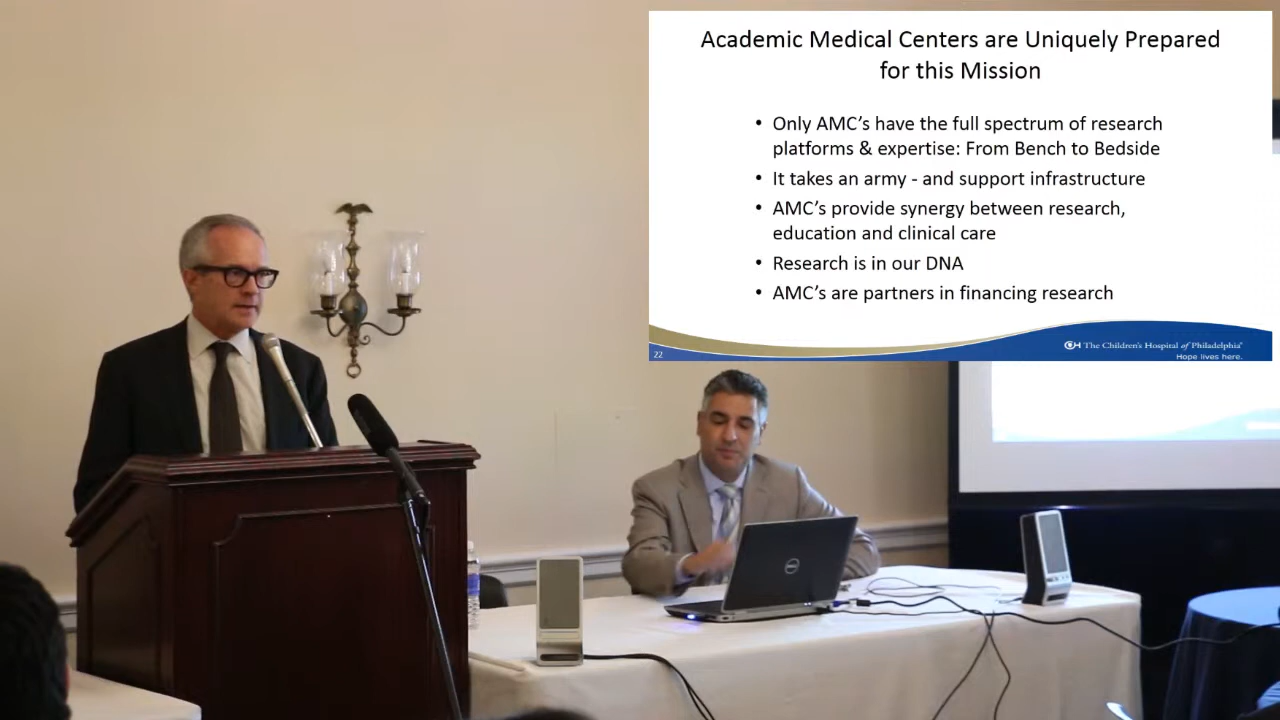 Academic Medical Centers are Uniquely Prepared
for this Mission
• Only AMC's have the full spectrum of research
platforms & expertise: From Bench to Bedside
• It takes an army - and support infrastructure
• AMC's provide synergy between research,
education and clinical care
• Research is in our DNA
• AMC's are partners in financing research
22
The Children's Hospital of Philadelphia®
Hope lives here.
DELL